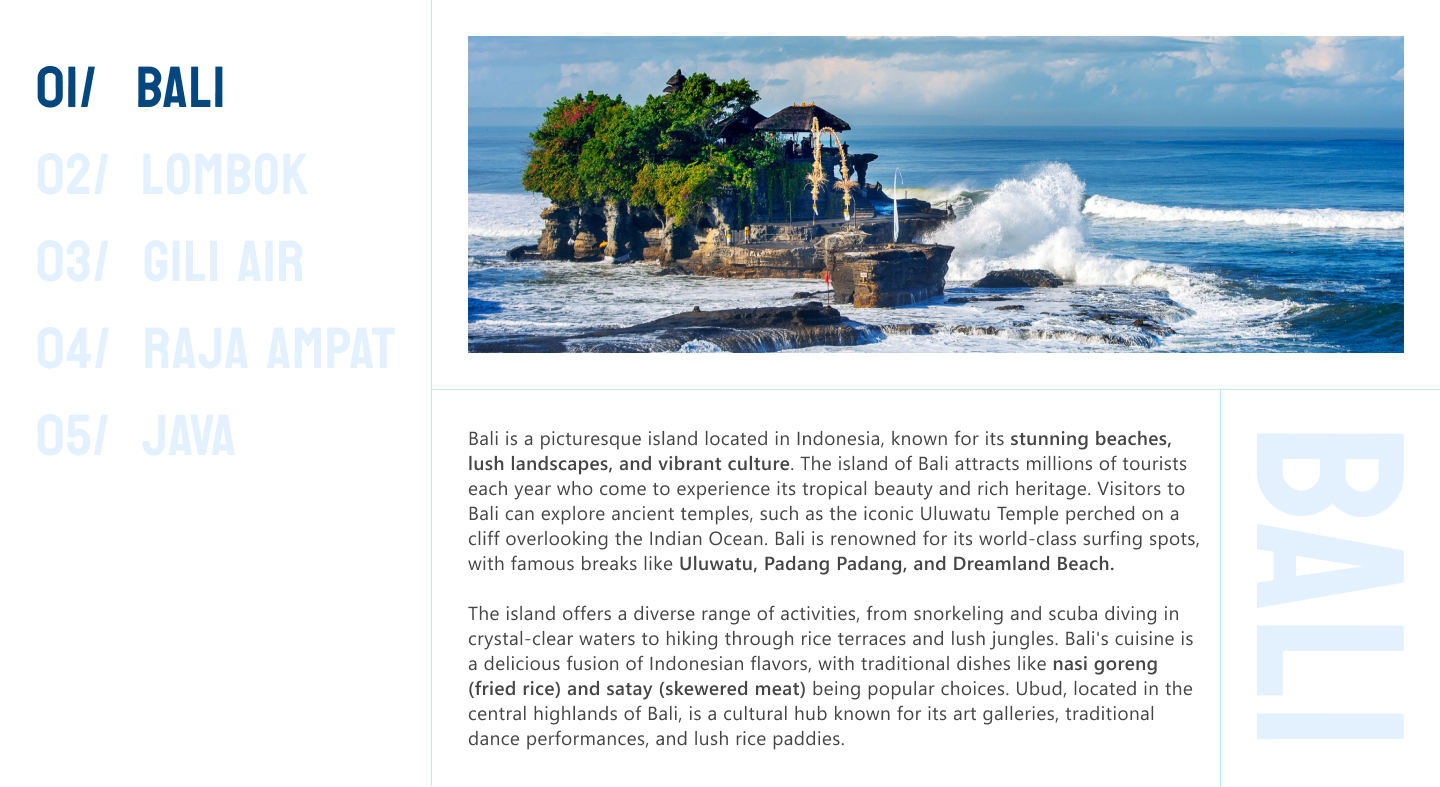 01/ BALI
02/ LOMBOK
03/ GILI AIR
04/ RAJA AMPAT
05/ JAVA
Bali is a picturesque island located in Indonesia, known for its stunning beaches,
lush landscapes, and vibrant culture. The island of Bali attracts millions of tourists
each year who come to experience its tropical beauty and rich heritage. Visitors to
Bali can explore ancient temples, such as the iconic Uluwatu Temple perched on a
cliff overlooking the Indian Ocean. Bali is renowned for its world-class surfing spots,
with famous breaks like Uluwatu, Padang Padang, and Dreamland Beach.
The island offers a diverse range of activities, from snorkeling and scuba diving in
crystal-clear waters to hiking through rice terraces and lush jungles. Bali's cuisine is
a delicious fusion of Indonesian flavors, with traditional dishes like nasi goreng
(fried rice) and satay (skewered meat) being popular choices. Ubud, located in the
central highlands of Bali, is a cultural hub known for its art galleries, traditional
dance performances, and lush rice paddies.
BALI